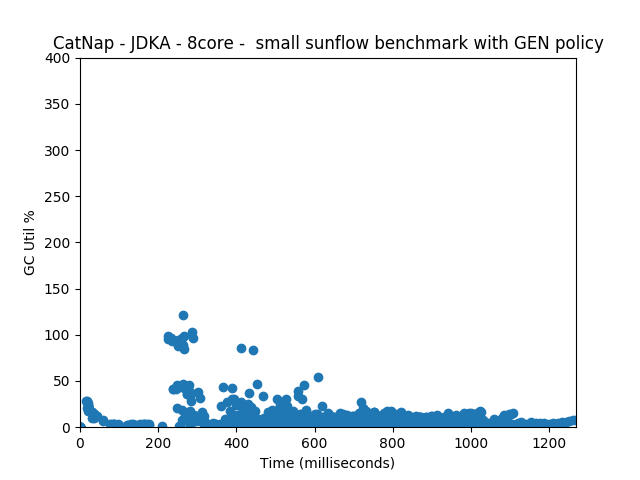 CatNap - JDKA - 8core -  small sunflow benchmark with GEN policy
400
350
300
250
200
150
100
50
0
GC Util %
0 200 400 600 800 1000 1200
Time (milliseconds)